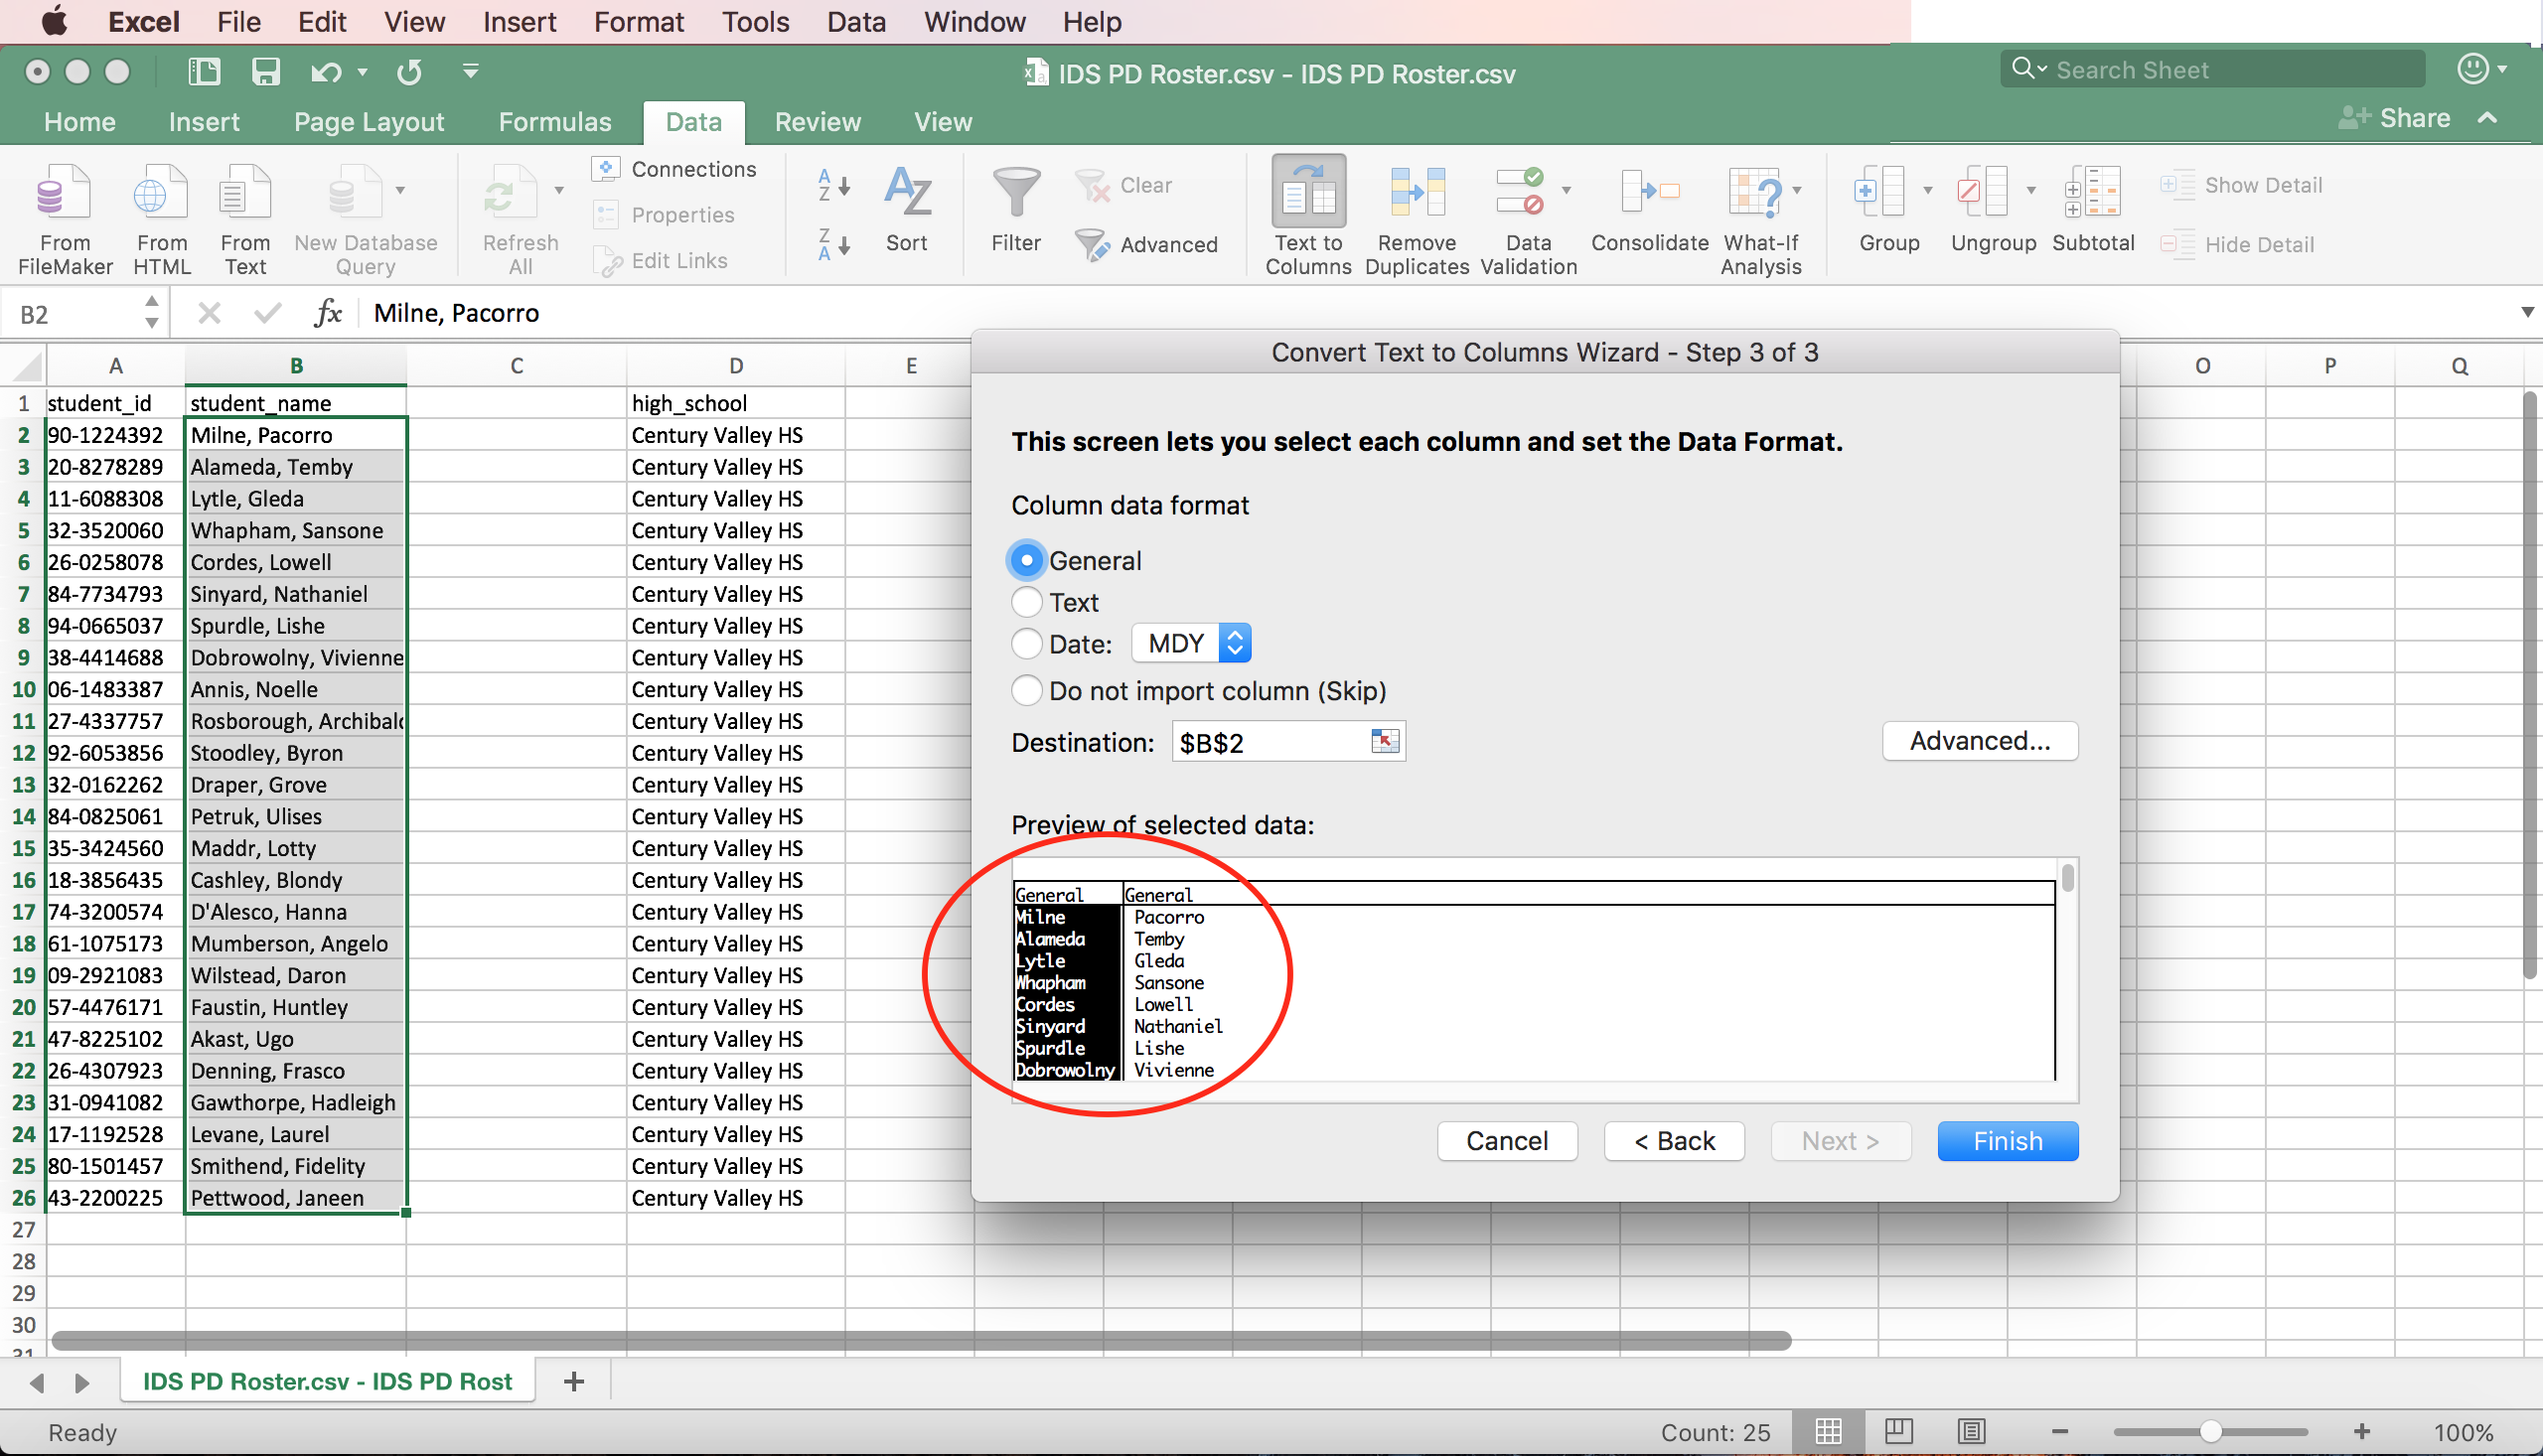 Excel File Edit View Insert Format Tools Data Window Help
IDS PD Roster.csv - IDS PD Roster.csv
Search Sheet
Home Insert Page Layout Formulas Data Review View
Share
From FileMaker
From HTML
From Text
New Database Query
Refresh All
Connections
Properties
Edit Links
A Z
Z A
AZ
Sort
Filter
Clear
Advanced
Text to Columns
Remove Duplicates
Data Validation
Consolidate
What-If Analysis
Group
Ungroup
Subtotal
Show Detail
Hide Detail
B2 fx Milne, Pacorro
A B C D E O P Q
1 student_id student_name high_school
2 90-1224392 Milne, Pacorro Century Valley HS
3 20-8278289 Alameda, Temby Century Valley HS
4 11-6088308 Lytle, Gleda Century Valley HS
5 32-3520060 Whapham, Sansone Century Valley HS
6 26-0258078 Cordes, Lowell Century Valley HS
7 84-7734793 Sinyard, Nathaniel Century Valley HS
8 94-0665037 Spurdle, Lishe Century Valley HS
9 38-4414688 Dobrowolny, Vivienne Century Valley HS
10 06-1483387 Annis, Noelle Century Valley HS
11 27-4337757 Rosborough, Archibald Century Valley HS
12 92-6053856 Stoodley, Byron Century Valley HS
13 32-0162262 Draper, Grove Century Valley HS
14 84-0825061 Petruk, Ulises Century Valley HS
15 35-3424560 Maddr, Lotty Century Valley HS
16 18-3856435 Cashley, Blondy Century Valley HS
17 74-3200574 D'Alesco, Hanna Century Valley HS
18 61-1075173 Mumberson, Angelo Century Valley HS
19 09-2921083 Wilstead, Daron Century Valley HS
20 57-4476171 Faustin, Huntley Century Valley HS
21 47-8225102 Akast, Ugo Century Valley HS
22 26-4307923 Denning, Frasco Century Valley HS
23 31-0941082 Gawthorpe, Hadleigh Century Valley HS
24 17-1192528 Levane, Laurel Century Valley HS
25 80-1501457 Smithend, Fidelity Century Valley HS
26 43-2200225 Pettwood, Janeen Century Valley HS
27
28
29
30
31
Convert Text to Columns Wizard - Step 3 of 3
This screen lets you select each column and set the Data Format.
Column data format
General
Text
Date: MDY
Do not import column (Skip)
Destination: $B$2
Advanced...
Preview of selected data:
General General
Milne Pacorro
Alameda Temby
Lytle Gleda
Whapham Sansone
Cordes Lowell
Sinyard Nathaniel
Spurdle Lishe
Dobrowolny Vivienne
Cancel < Back Next > Finish
IDS PD Roster.csv - IDS PD Rost +
Ready Count: 25 100%